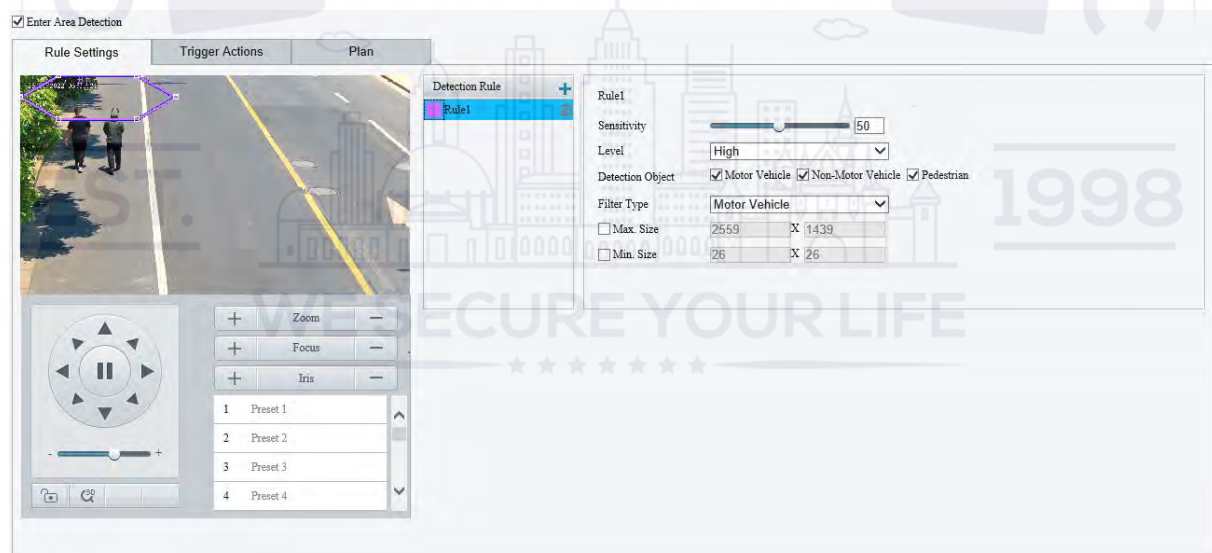 Enter Area Detection
Rule Settings Trigger Actions Plan
Detection Rule
Rule1
Rule1
Sensitivity 50
Level High
Detection Object Motor Vehicle Non-Motor Vehicle Pedestrian
Filter Type Motor Vehicle
Max. Size 2559 X 1439
Min. Size 26 X 26
EST. 1998
WE SECURE YOUR LIFE
+ Zoom −
+ Focus −
+ Iris −
1 Preset 1
2 Preset 2
3 Preset 3
4 Preset 4
- +
3D